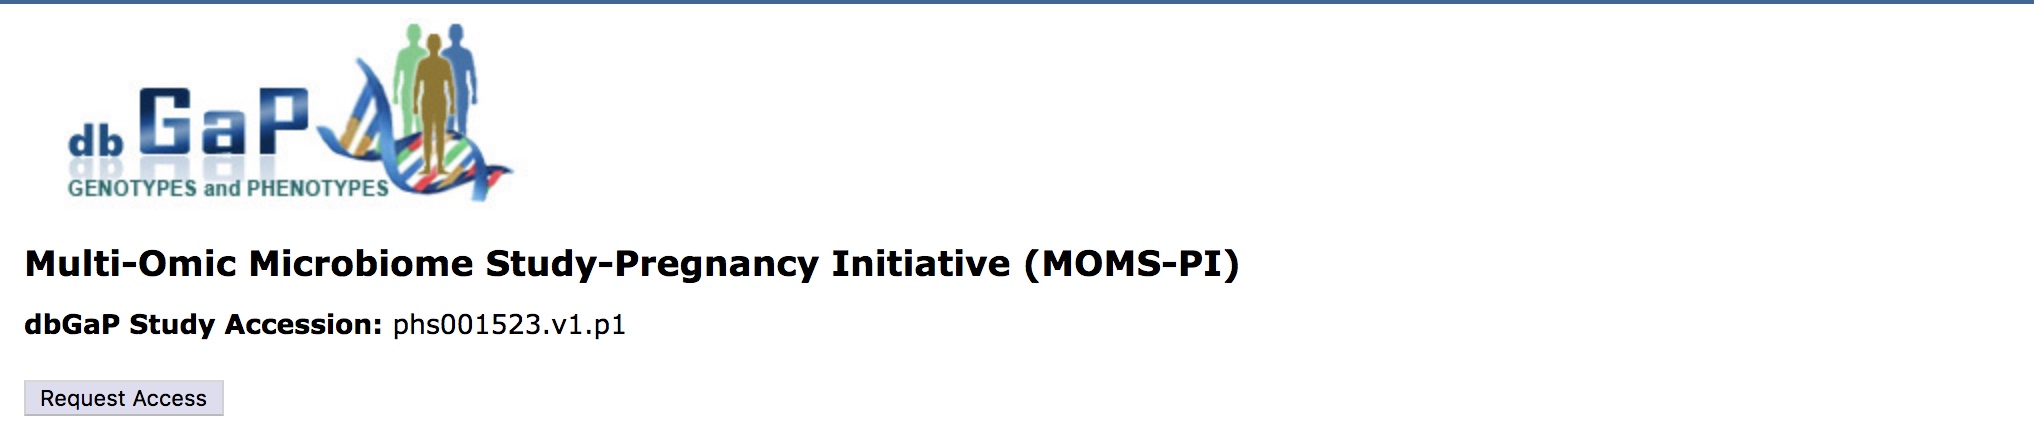 db GaP
GENOTYPES and PHENOTYPES
Multi-Omic Microbiome Study-Pregnancy Initiative (MOMS-PI)
dbGaP Study Accession: phs001523.v1.p1
Request Access